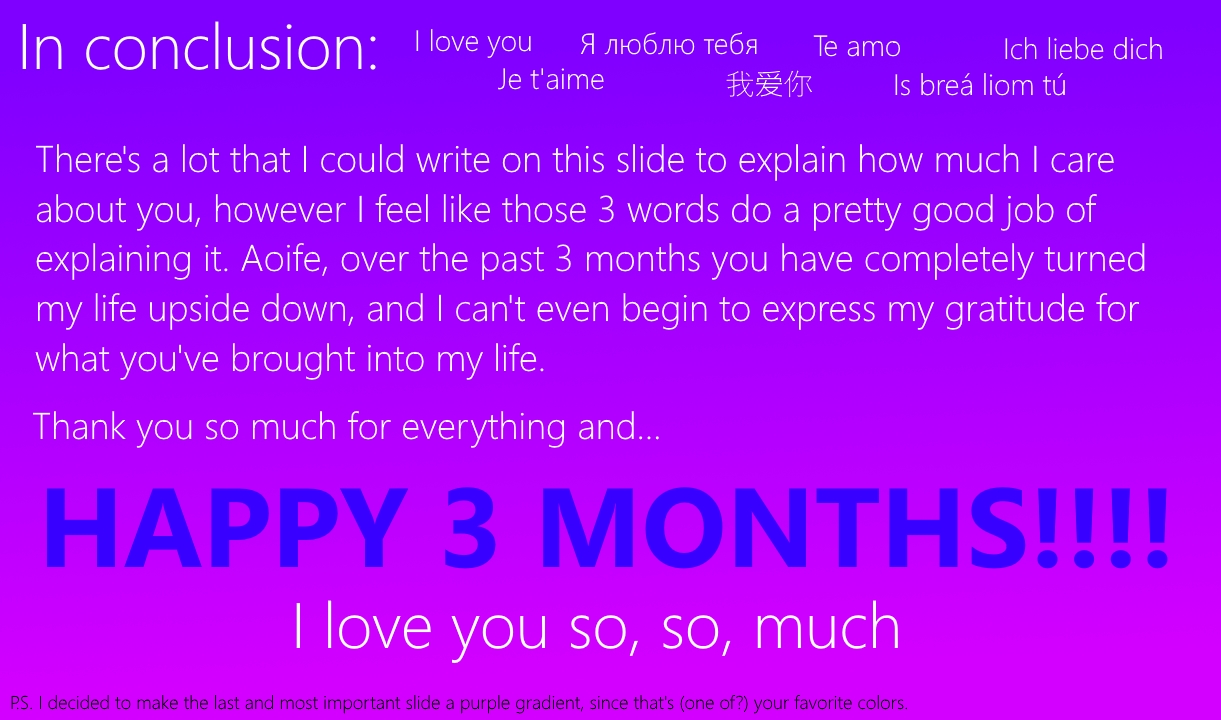 In conclusion:
I love you Я люблю тебя Te amo Ich liebe dich
Je t'aime 我爱你 Is breá liom tú
There's a lot that I could write on this slide to explain how much I care
about you, however I feel like those 3 words do a pretty good job of
explaining it. Aoife, over the past 3 months you have completely turned
my life upside down, and I can't even begin to express my gratitude for
what you've brought into my life.
Thank you so much for everything and...
HAPPY 3 MONTHS!!!!
I love you so, so, much
P.S. I decided to make the last and most important slide a purple gradient, since that's (one of?) your favorite colors.